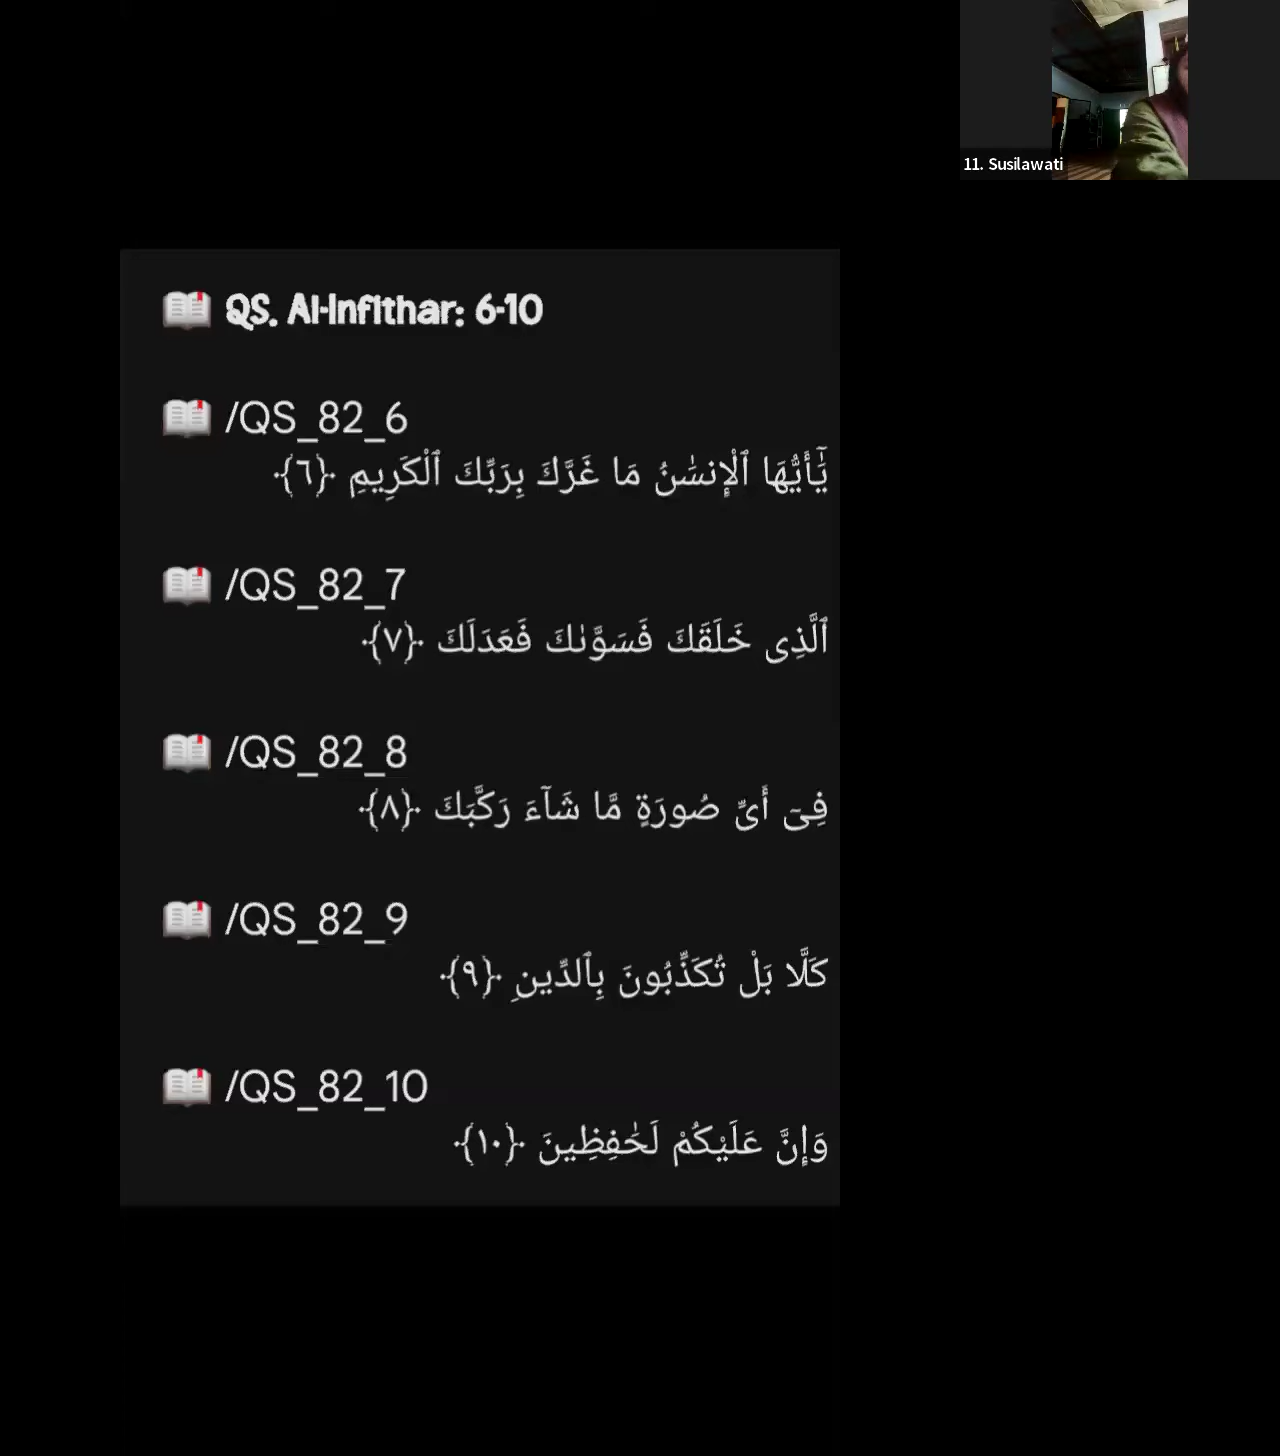 11. Susilawati
QS. Al-Infithar: 6-10
/QS_82_6
يَٰٓأَيُّهَا ٱلْإِنسَٰنُ مَا غَرَّكَ بِرَبِّكَ ٱلْكَرِيمِ ﴿٦﴾
/QS_82_7
ٱلَّذِى خَلَقَكَ فَسَوَّىٰكَ فَعَدَلَكَ ﴿٧﴾
/QS_82_8
فِىٓ أَىِّ صُورَةٍ مَّا شَآءَ رَكَّبَكَ ﴿٨﴾
/QS_82_9
كَلَّا بَلْ تُكَذِّبُونَ بِٱلدِّينِ ﴿٩﴾
/QS_82_10
وَإِنَّ عَلَيْكُمْ لَحَٰفِظِينَ ﴿١٠﴾